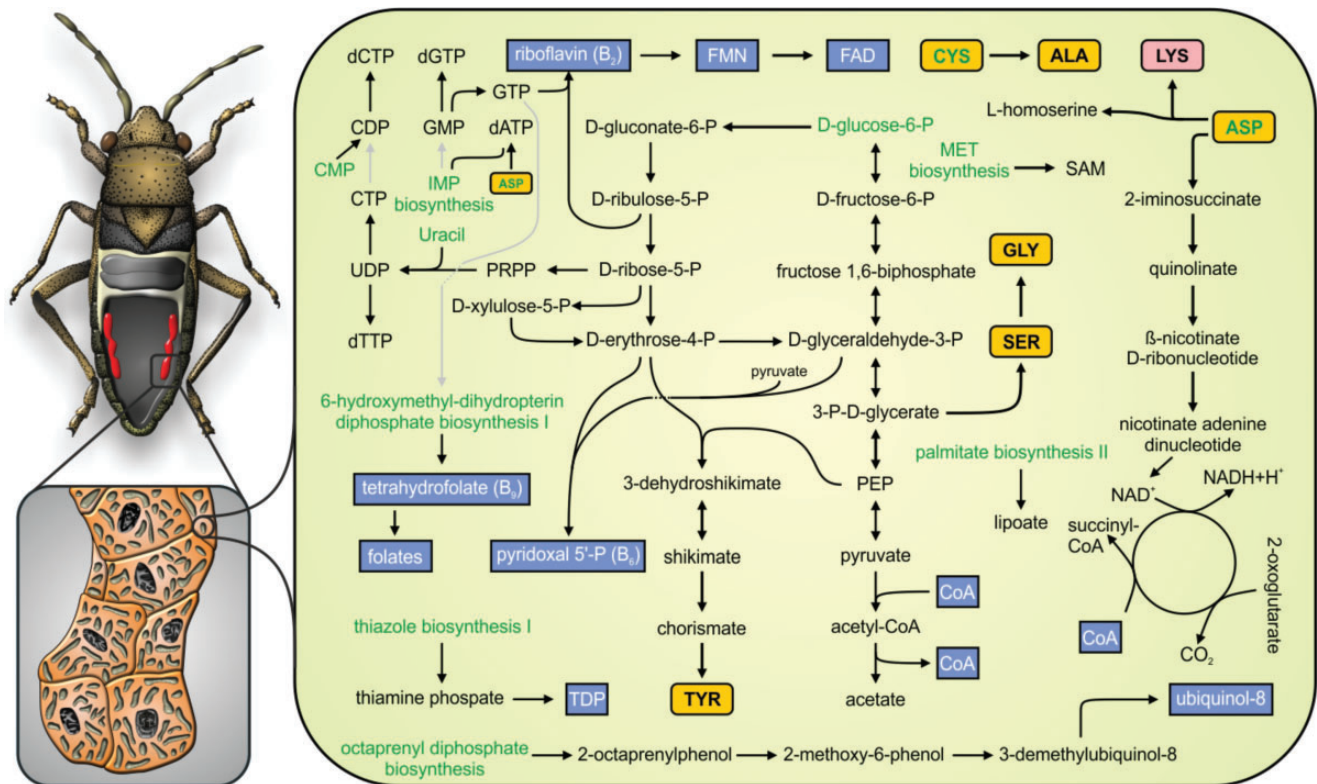 dCTP
dGTP
riboflavin (B2)
FMN
FAD
CYS
ALA
LYS
GTP
L-homoserine
CDP
GMP
dATP
D-gluconate-6-P
D-glucose-6-P
ASP
CMP
IMP
biosynthesis
ASP
MET
biosynthesis
SAM
CTP
D-ribulose-5-P
D-fructose-6-P
2-iminosuccinate
Uracil
GLY
UDP
PRPP
D-ribose-5-P
fructose 1,6-biphosphate
quinolinate
D-xylulose-5-P
dTTP
D-erythrose-4-P
D-glyceraldehyde-3-P
SER
ß-nicotinate
D-ribonucleotide
pyruvate
6-hydroxymethyl-dihydropterin
diphosphate biosynthesis I
3-P-D-glycerate
nicotinate adenine
dinucleotide
palmitate biosynthesis II
tetrahydrofolate (B9)
3-dehydroshikimate
PEP
NAD+
NADH+H+
lipoate
succinyl-
CoA
2-oxoglutarate
folates
pyridoxal 5'-P (B6)
shikimate
pyruvate
CoA
thiazole biosynthesis I
chorismate
acetyl-CoA
CoA
CO2
CoA
thiamine phospate
TDP
TYR
acetate
ubiquinol-8
octaprenyl diphosphate
biosynthesis
2-octaprenylphenol
2-methoxy-6-phenol
3-demethylubiquinol-8